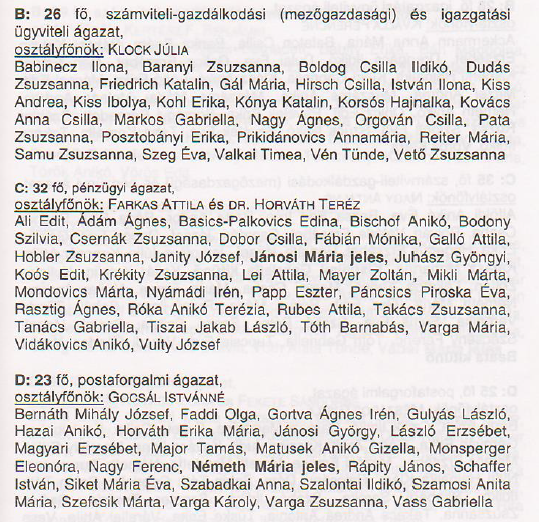 B: 26 fő, számviteli-gazdálkodási (mezőgazdasági) és igazgatási
ügyviteli ágazat,
osztályfőnök: KLOCK JÚLIA
Babinecz Ilona, Baranyi Zsuzsanna, Boldog Csilla Ildikó, Dudás
Zsuzsanna, Friedrich Katalin, Gál Mária, Hirsch Csilla, István Ilona, Kiss
Andrea, Kiss Ibolya, Kohl Erika, Kónya Katalin, Korsós Hajnalka, Kovács
Anna Csilla, Markos Gabriella, Nagy Ágnes, Orgován Csilla, Pata
Zsuzsanna, Posztobányi Erika, Prikidánovics Annamária, Reiter Mária,
Samu Zsuzsanna, Szeg Éva, Valkai Timea, Vén Tünde, Vető Zsuzsanna
C: 32 fő, pénzügyi ágazat,
osztályfőnök: FARKAS ATTILA és DR. HORVÁTH TERÉZ
Ali Edit, Ádám Ágnes, Basics-Palkovics Edina, Bischof Anikó, Bodony
Szilvia, Csernák Zsuzsanna, Dobor Csilla, Fábián Mónika, Galló Attila,
Hobler Zsuzsanna, Janity József, Jánosi Mária jeles, Juhász Gyöngyi,
Koós Edit, Krékity Zsuzsanna, Lei Attila, Mayer Zoltán, Mikli Márta,
Mondovics Márta, Nyámádi Irén, Papp Eszter, Páncsics Piroska Éva,
Rasztig Ágnes, Róka Anikó Terézia, Rubes Attila, Takács Zsuzsanna,
Tanács Gabriella, Tiszai Jakab László, Tóth Barnabás, Varga Mária,
Vidákovics Anikó, Vuity József
D: 23 fő, postaforgalmi ágazat,
osztályfőnök: GOCSÁL ISTVÁNNÉ
Bernáth Mihály József, Faddi Olga, Gortva Ágnes Irén, Gulyás László,
Hazai Anikó, Horváth Erika Mária, Jánosi György, László Erzsébet,
Magyari Erzsébet, Major Tamás, Matusek Anikó Gizella, Monsperger
Eleonóra, Nagy Ferenc, Németh Mária jeles, Rápity János, Schaffer
István, Siket Mária Éva, Szabadkai Anna, Szalontai Ildikó, Szamosi Anita
Mária, Szefcsik Márta, Varga Károly, Varga Zsuzsanna, Vass Gabriella